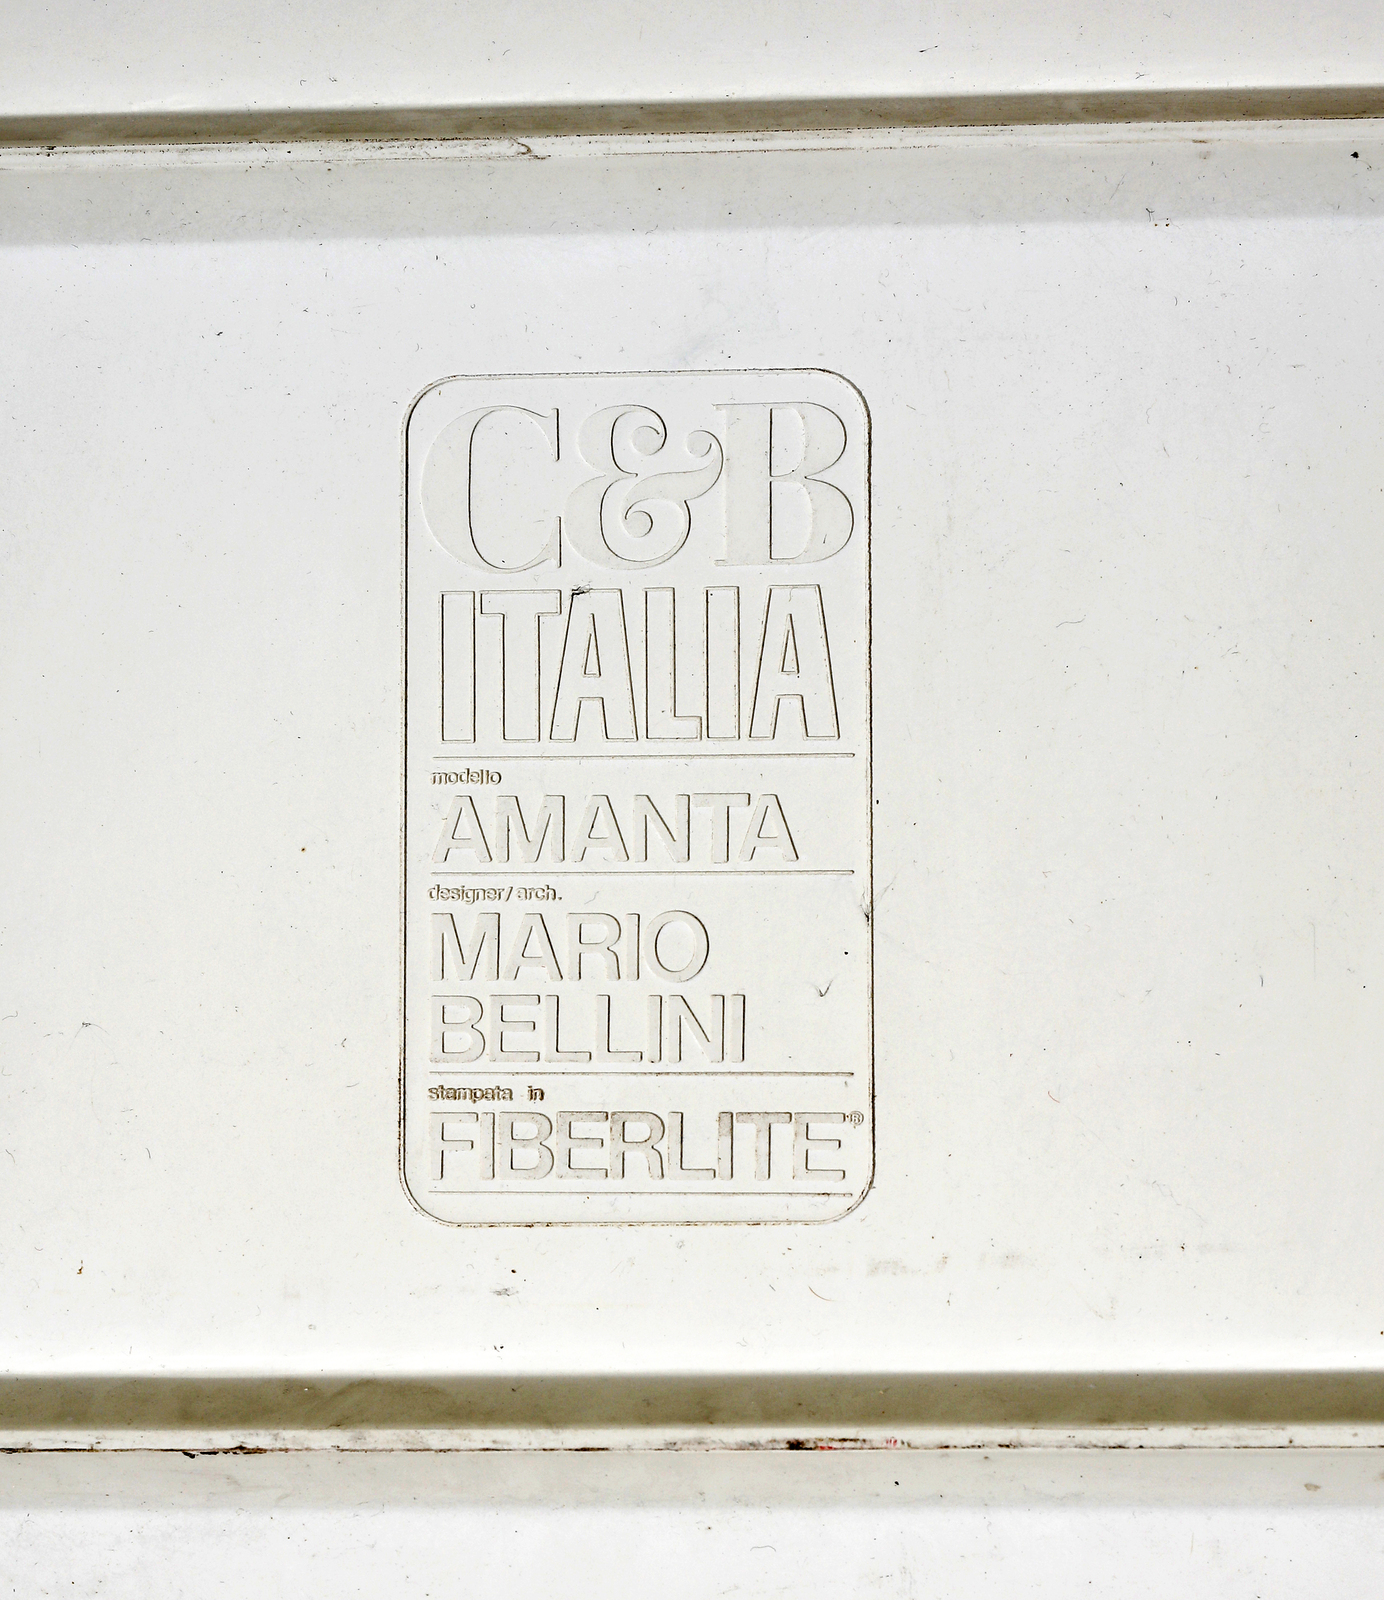 C&B
ITALIA
modello
AMANTA
designer/arch.
MARIO
BELLINI
stampata in
FIBERLITE®